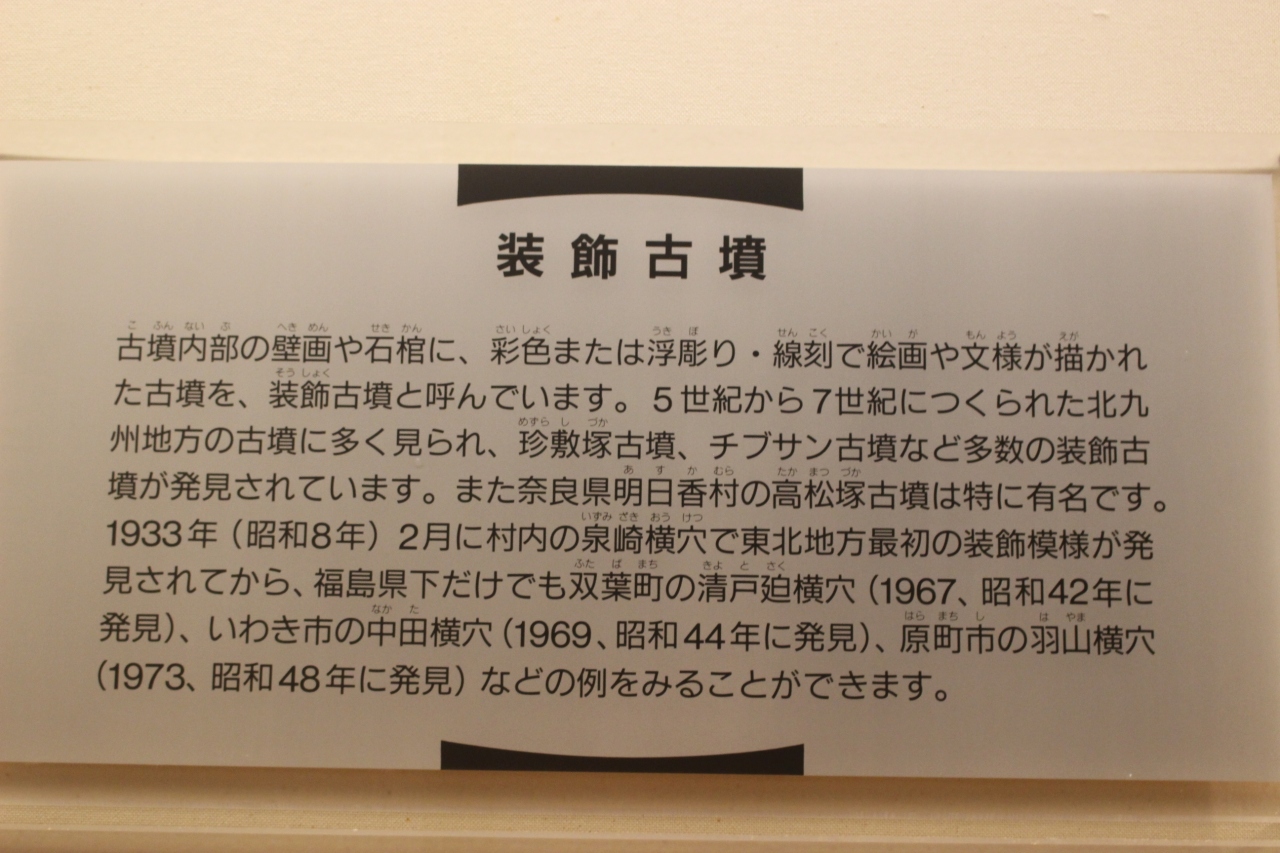 装飾古墳
古墳内部の壁画や石棺に、彩色または浮彫り・線刻で絵画や文様が描かれ
た古墳を、装飾古墳と呼んでいます。5世紀から7世紀につくられた北九
州地方の古墳に多く見られ、珍敷塚古墳、チブサン古墳など多数の装飾古
墳が発見されています。また奈良県明日香村の高松塚古墳は特に有名です。
1933年（昭和8年）2月に村内の泉崎横穴で東北地方最初の装飾模様が発
見されてから、福島県下だけでも双葉町の清戸廹横穴（1967、昭和42年に
発見）、いわき市の中田横穴（1969、昭和44年に発見）、原町市の羽山横穴
（1973、昭和48年に発見）などの例をみることができます。